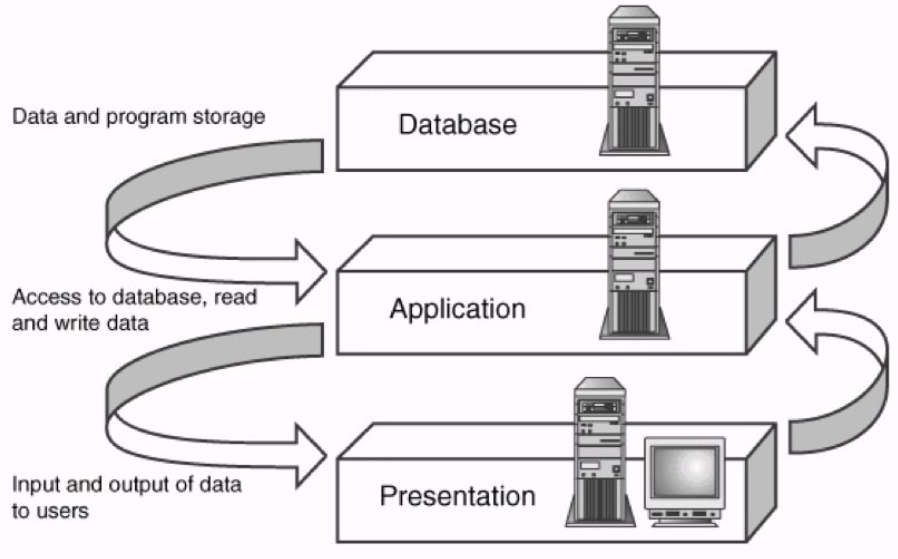 Data and program storage
Database
Access to database, read
and write data
Application
Input and output of data
to users
Presentation